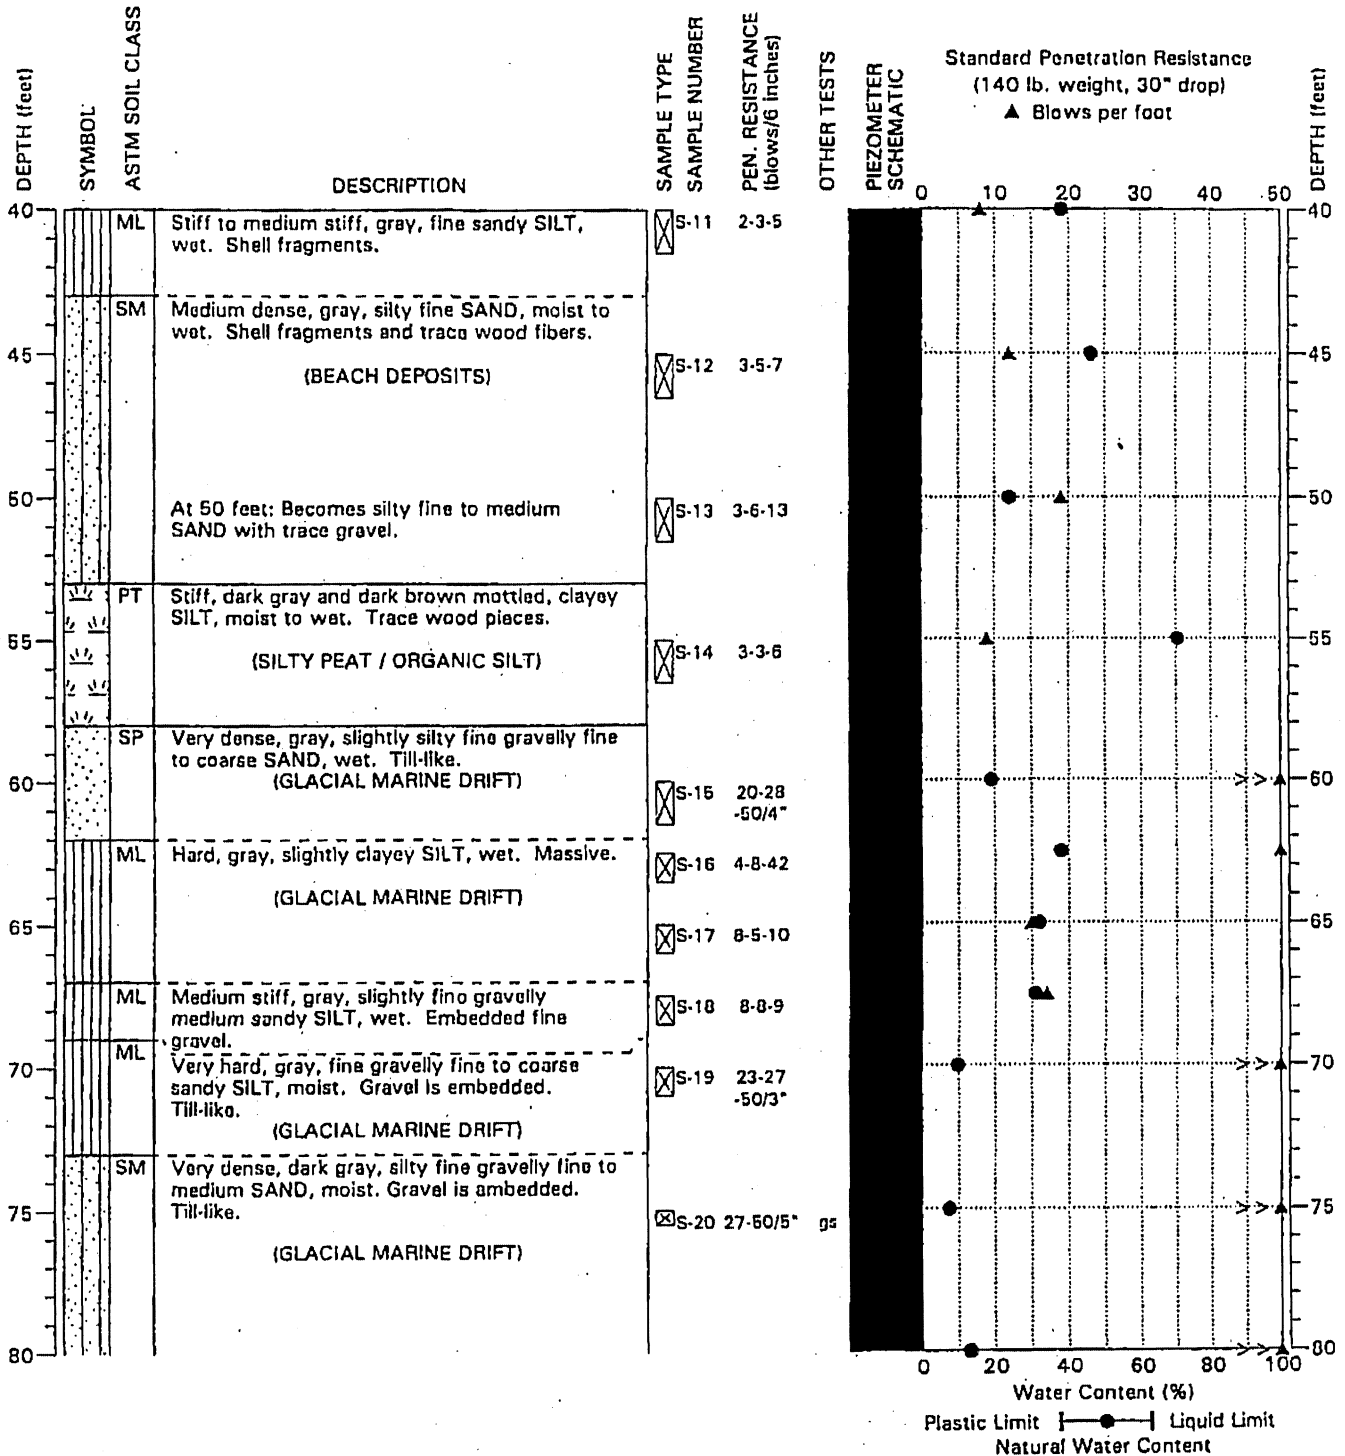 DEPTH (feet)
SYMBOL
ASTM SOIL CLASS
DESCRIPTION
SAMPLE TYPE
SAMPLE NUMBER
PEN. RESISTANCE
(blows/6 inches)
OTHER TESTS
PIEZOMETER
SCHEMATIC
Standard Penetration Resistance
(140 lb. weight, 30" drop)
▲ Blows per foot
DEPTH (feet)
0 10 20 30 40 50
40 ML Stiff to medium stiff, gray, fine sandy SILT, S-11 2-3-5 40
wet. Shell fragments.
SM Medium dense, gray, silty fine SAND, moist to
wet. Shell fragments and trace wood fibers.
45 (BEACH DEPOSITS) S-12 3-5-7 45
50 At 50 feet: Becomes silty fine to medium S-13 3-6-13 50
SAND with trace gravel.
PT Stiff, dark gray and dark brown mottled, clayey
SILT, moist to wet. Trace wood pieces.
55 (SILTY PEAT / ORGANIC SILT) S-14 3-3-6 55
SP Very dense, gray, slightly silty fine gravelly fine
to coarse SAND, wet. Till-like.
60 (GLACIAL MARINE DRIFT) S-15 20-28 > > 60
-50/4"
ML Hard, gray, slightly clayey SILT, wet. Massive. S-16 4-8-42
(GLACIAL MARINE DRIFT)
65 S-17 8-5-10 65
ML Medium stiff, gray, slightly fine gravelly S-18 8-8-9
medium sandy SILT, wet. Embedded fine
gravel.
ML Very hard, gray, fine gravelly fine to coarse
70 sandy SILT, moist. Gravel is embedded. S-19 23-27 > > 70
Till-like. -50/3"
(GLACIAL MARINE DRIFT)
SM Very dense, dark gray, silty fine gravelly fine to
medium SAND, moist. Gravel is embedded.
75 Till-like. S-20 27-50/5" gs > > 75
(GLACIAL MARINE DRIFT)
80 > > 80
0 20 40 60 80 100
Water Content (%)
Plastic Limit Liquid Limit
Natural Water Content